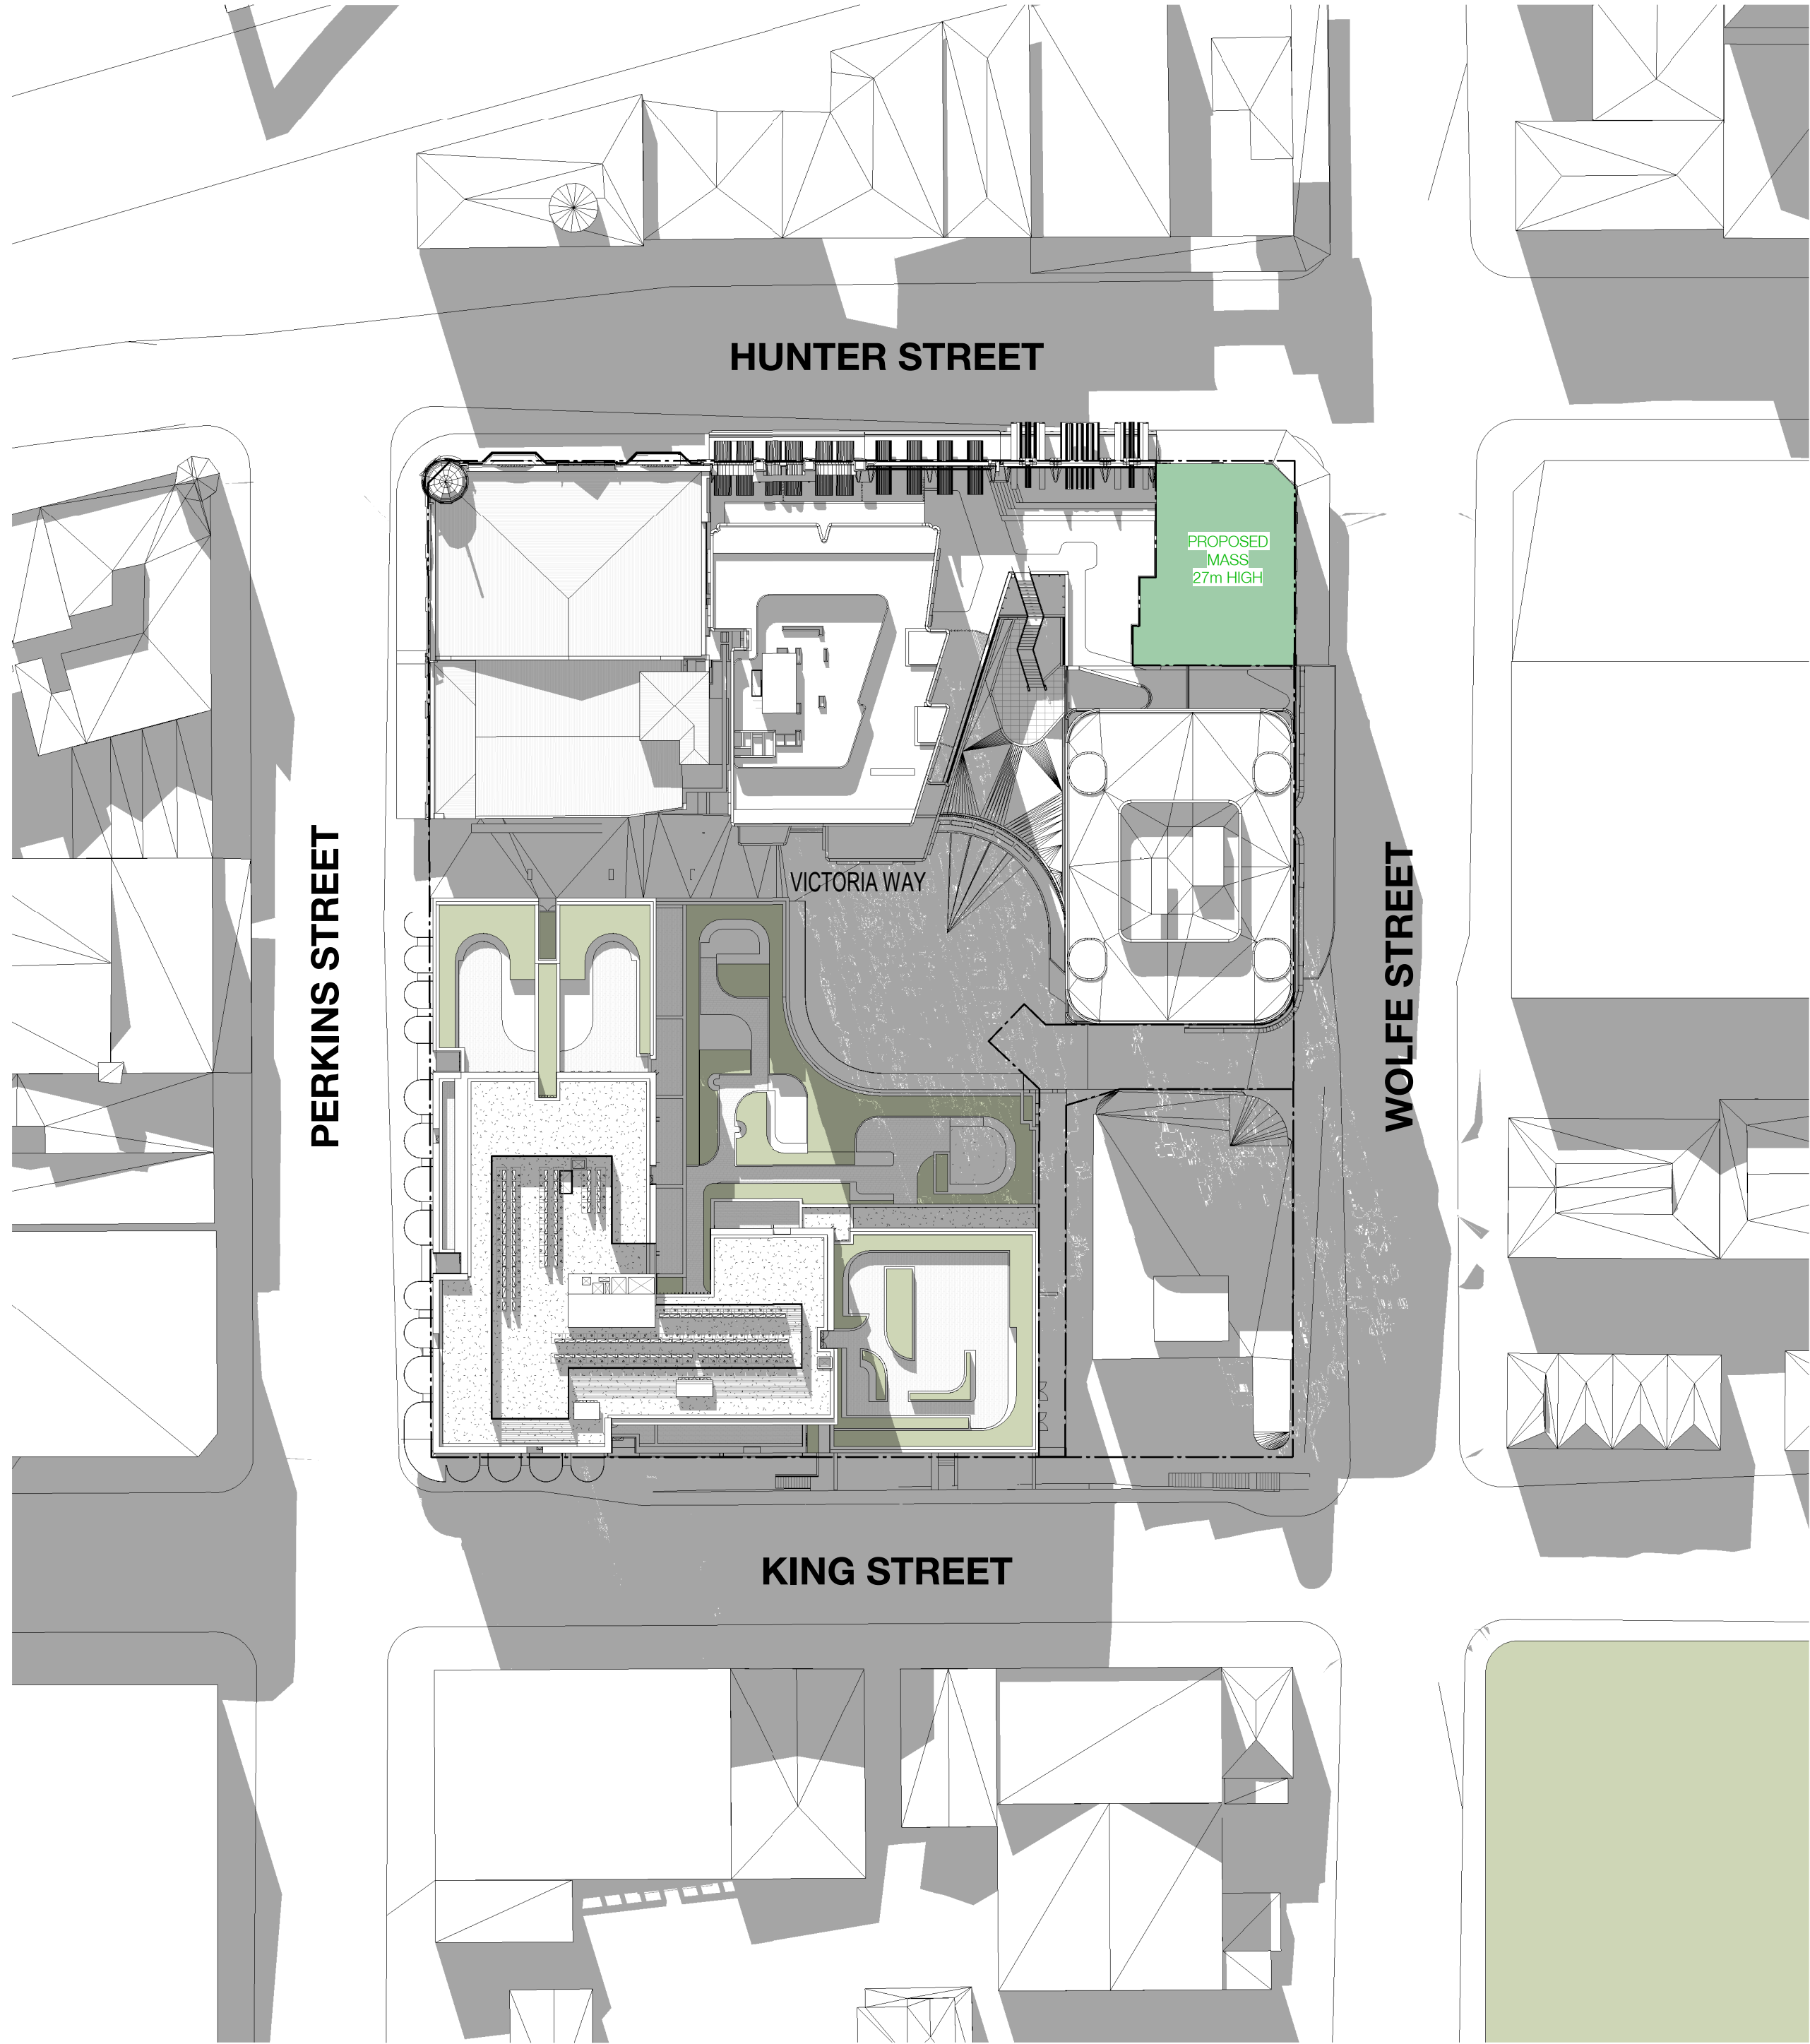 HUNTER STREET
PROPOSED
MASS
27m HIGH
VICTORIA WAY
PERKINS STREET
WOLFE STREET
KING STREET